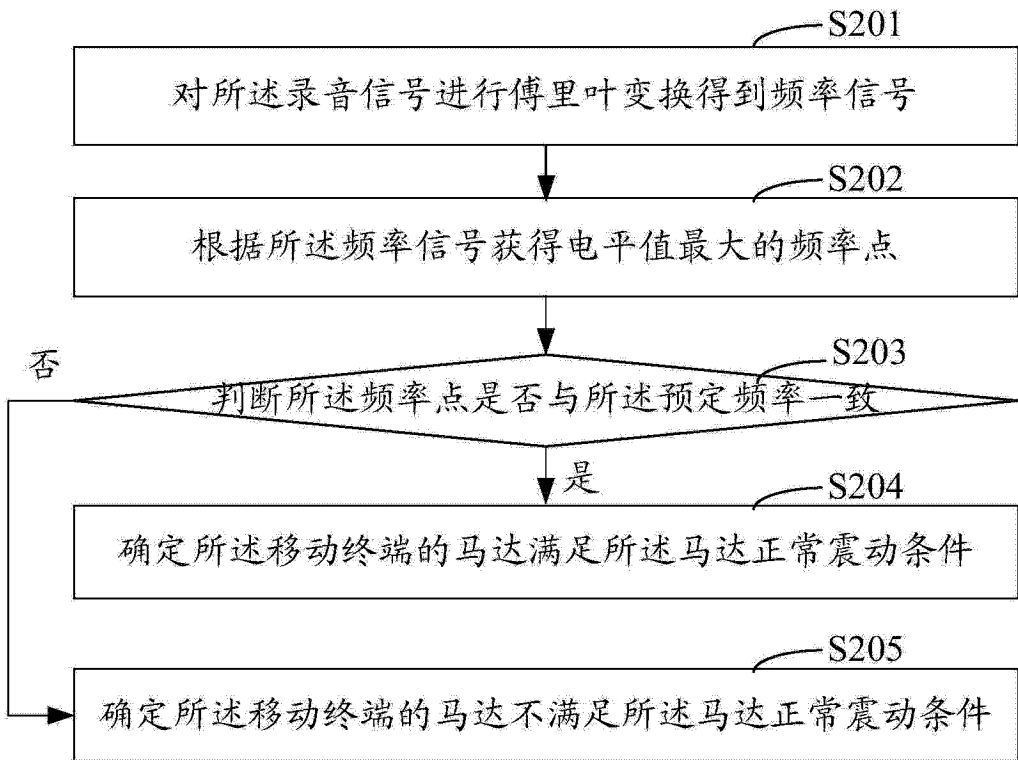 S201
对所述录音信号进行傅里叶变换得到频率信号
S202
根据所述频率信号获得电平值最大的频率点
S203
否
判断所述频率点是否与所述预定频率一致
是
S204
确定所述移动终端的马达满足所述马达正常震动条件
S205
确定所述移动终端的马达不满足所述马达正常震动条件